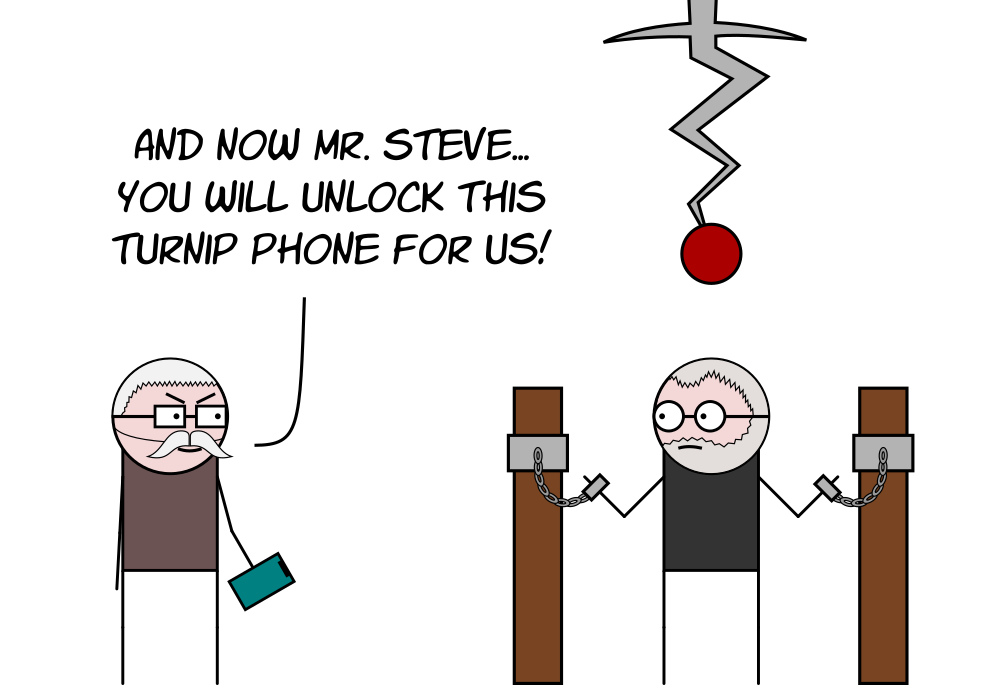 AND NOW MR. STEVE...
YOU WILL UNLOCK THIS
TURNIP PHONE FOR US!